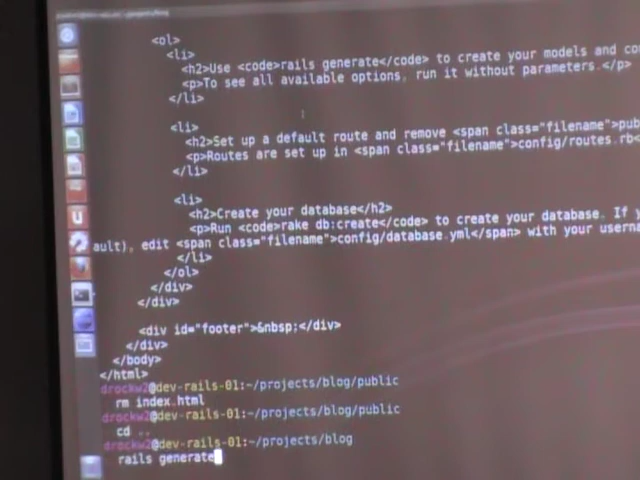 <ol>
<li>
<h2>Use <code>rails generate</code> to create your models and
<p>To see all available options, run it without parameters.</p>
</li>
<li>
<h2>Set up a default route and remove <span class="filename">pub
<p>Routes are set up in <span class="filename">config/routes.rb<
</li>
<li>
<h2>Create your database</h2>
<p>Run <code>rake db:create</code> to create your database. If y
ault), edit <span class="filename">config/database.yml</span> with your userna
</li>
</ol>
</div>
</div>
<div id="footer">&nbsp;</div>
</div>
</body>
</html>
drockw2@dev-rails-01:~/projects/blog/public
rm index.html
drockw2@dev-rails-01:~/projects/blog/public
cd ..
drockw2@dev-rails-01:~/projects/blog
rails generate